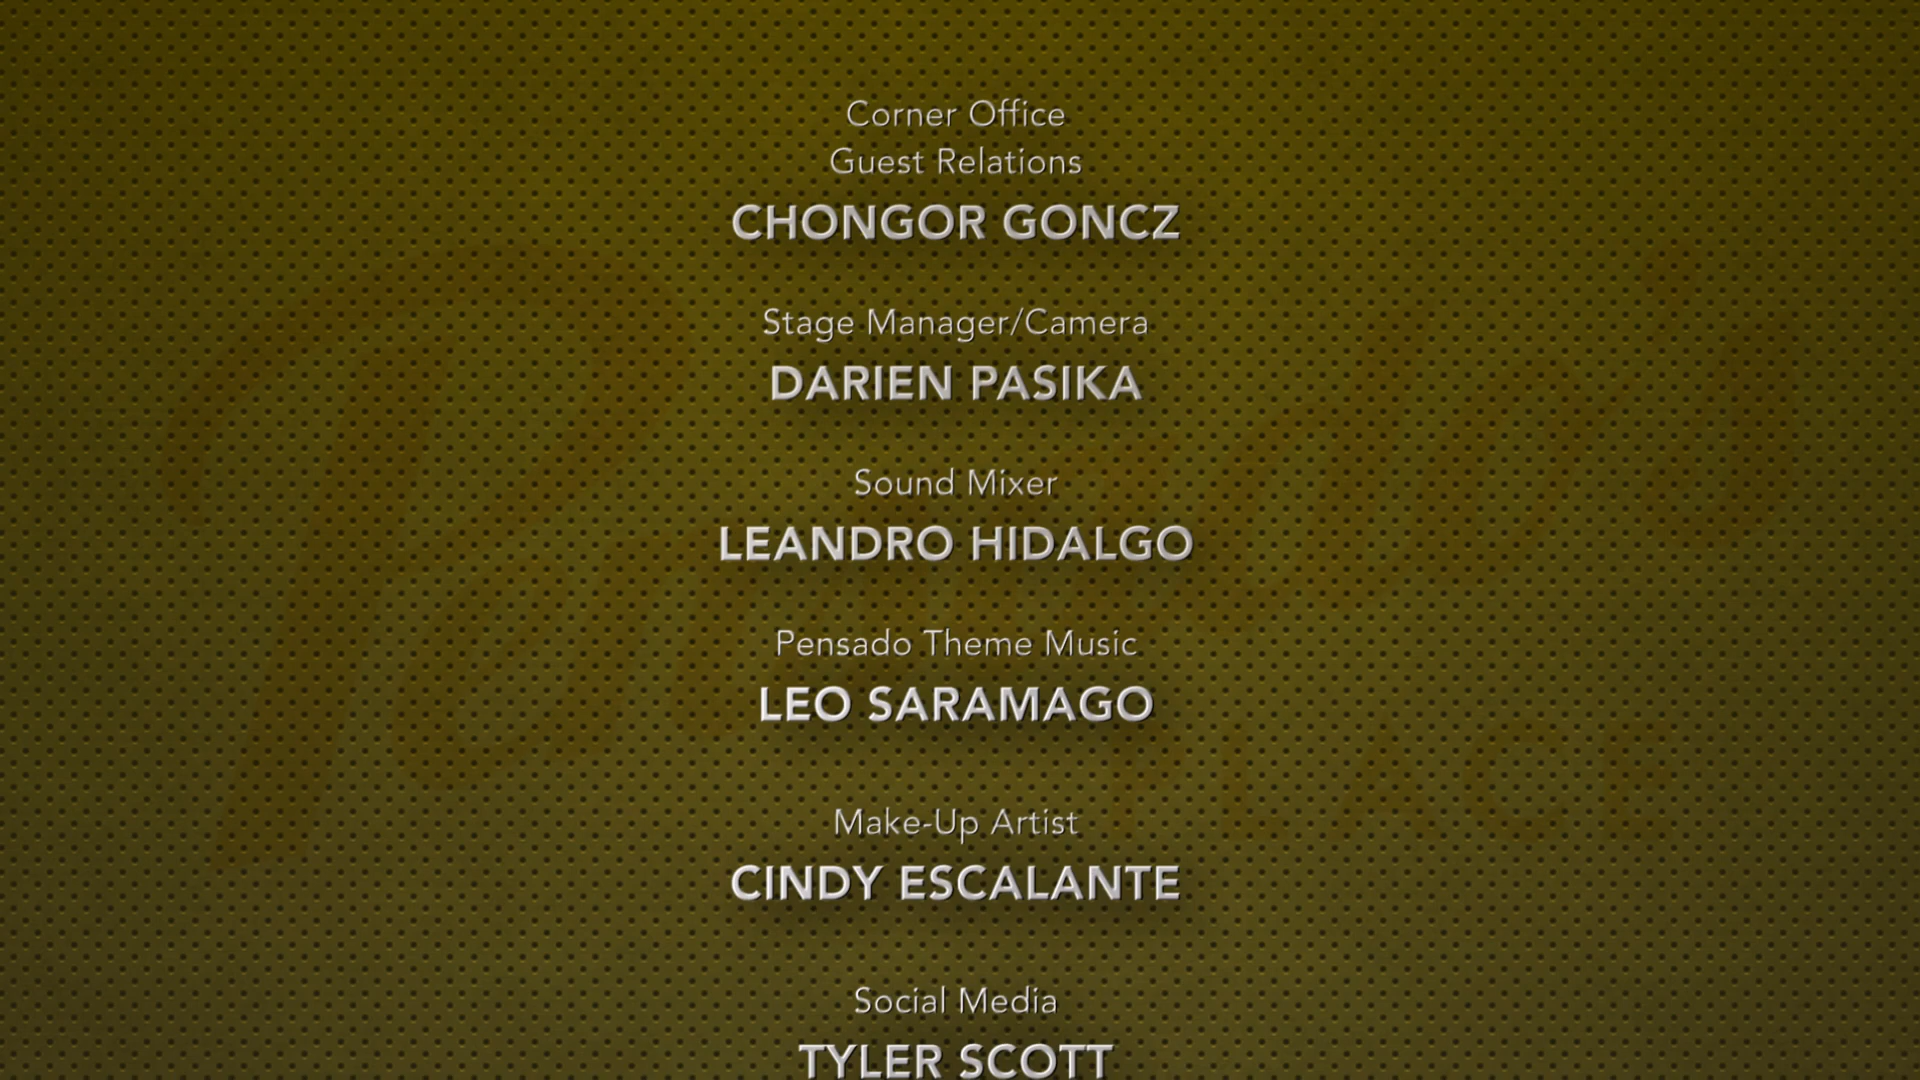 Corner Office
Guest Relations
CHONGOR GONCZ
Stage Manager/Camera
DARIEN PASIKA
Sound Mixer
LEANDRO HIDALGO
Pensado Theme Music
LEO SARAMAGO
Make-Up Artist
CINDY ESCALANTE
Social Media
TYLER SCOTT